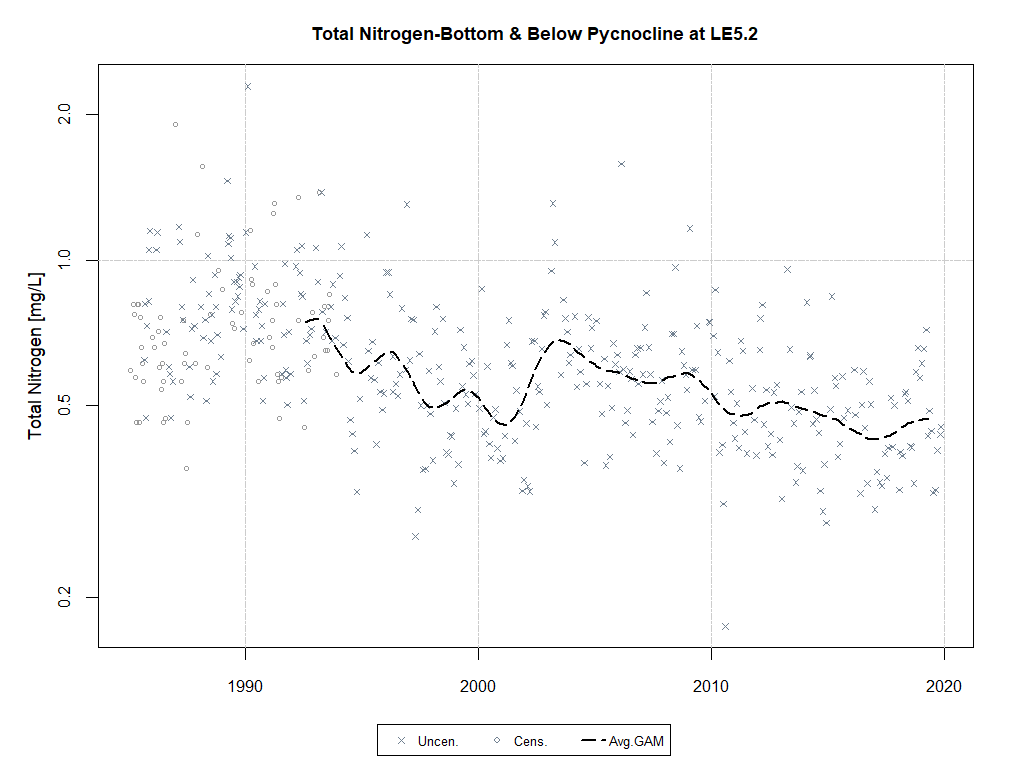 Total Nitrogen-Bottom & Below Pycnocline at LE5.2
Total Nitrogen [mg/L]
2.0
1.0
0.5
0.2
1990 2000 2010 2020
Uncen. Cens. Avg.GAM